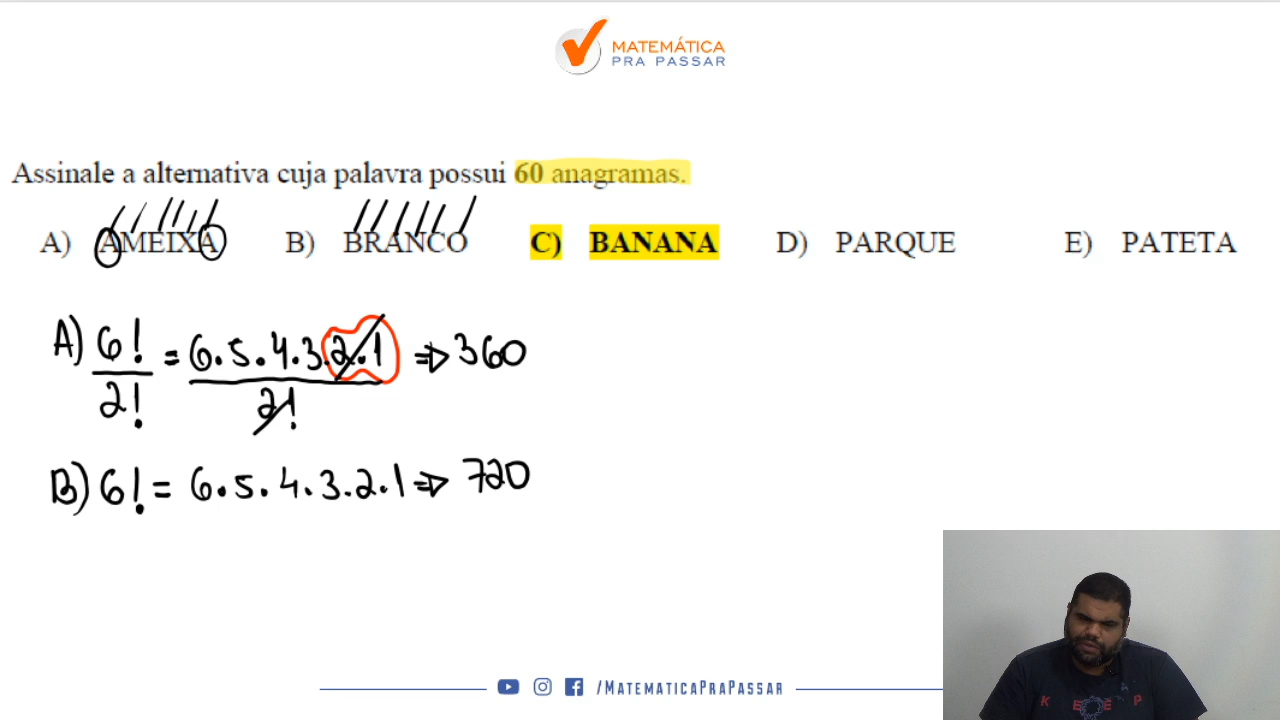 MATEMÁTICA
PRA PASSAR
Assinale a alternativa cuja palavra possui 60 anagramas.
A) AMEIXA B) BRANCO C) BANANA D) PARQUE E) PATETA
A) 6!/2! = 6.5.4.3.2.1/2! ⇒ 360
B) 6! = 6.5.4.3.2.1 ⇒ 720
K E E P
/MATEMATICAPRAPASSAR